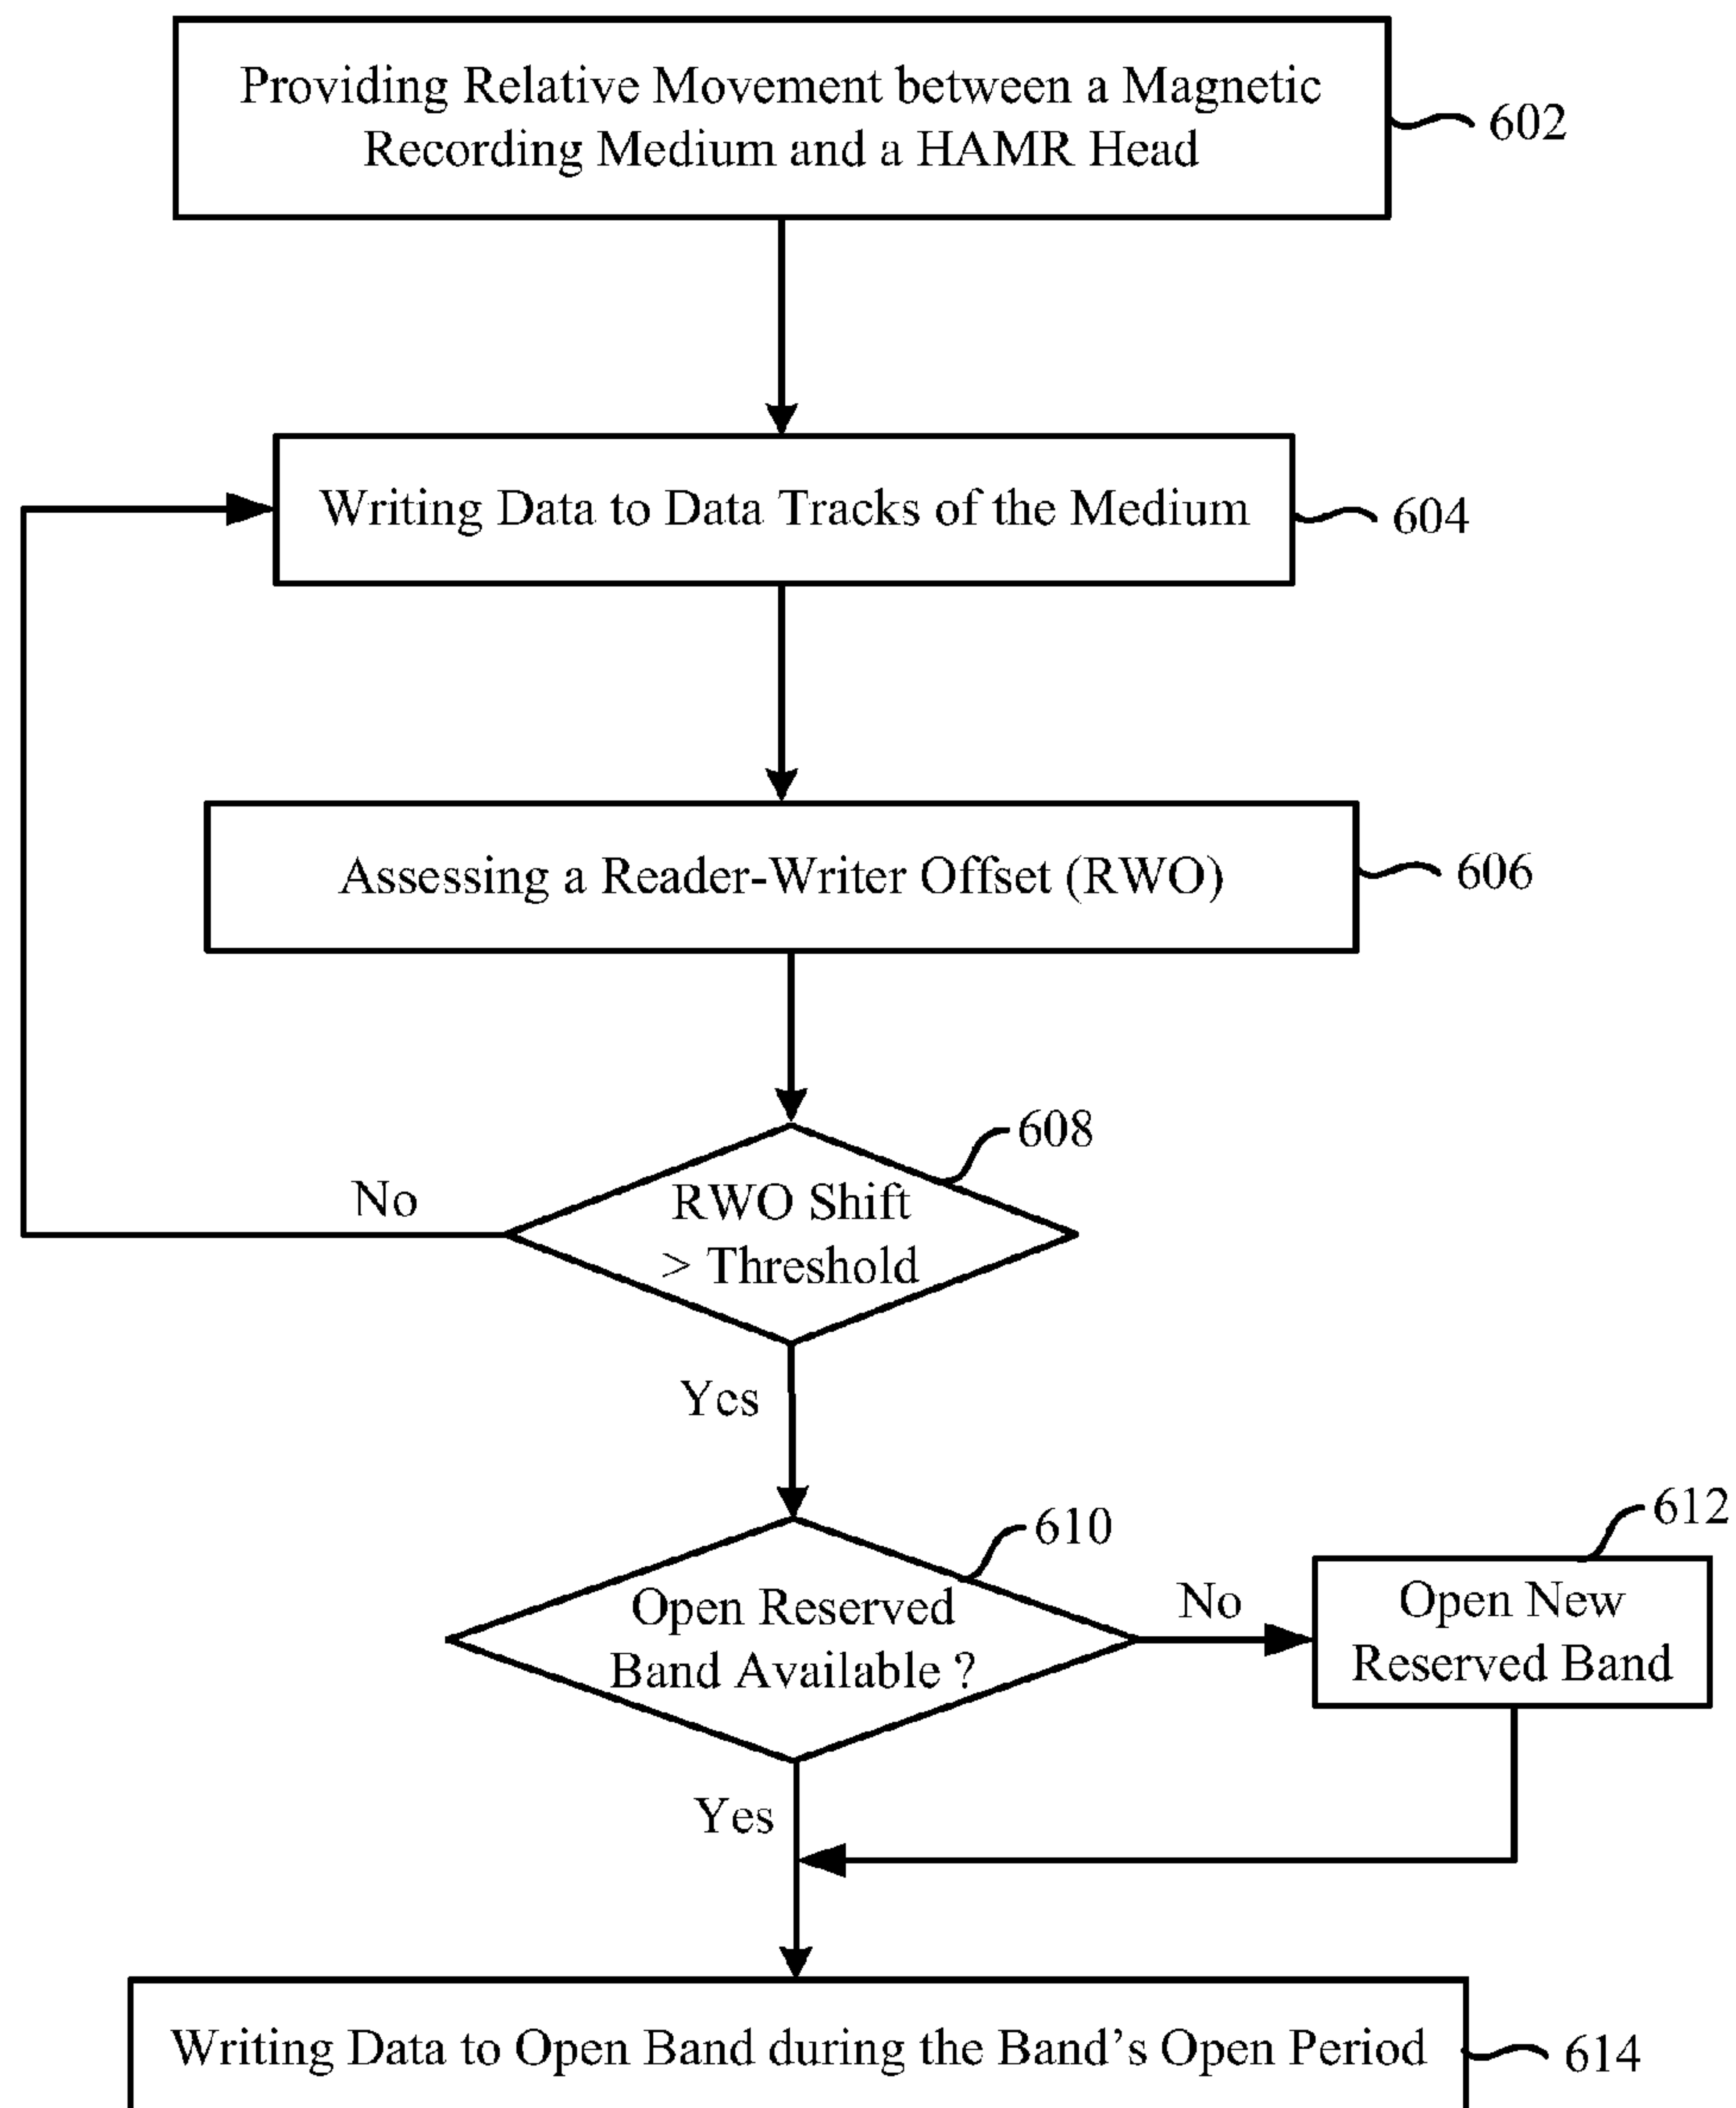 Providing Relative Movement between a Magnetic
Recording Medium and a HAMR Head
602
Writing Data to Data Tracks of the Medium
604
Assessing a Reader-Writer Offset (RWO)
606
608
RWO Shift
> Threshold
No
Yes
610
Open Reserved
Band Available ?
No
612
Open New
Reserved Band
Yes
Writing Data to Open Band during the Band's Open Period
614